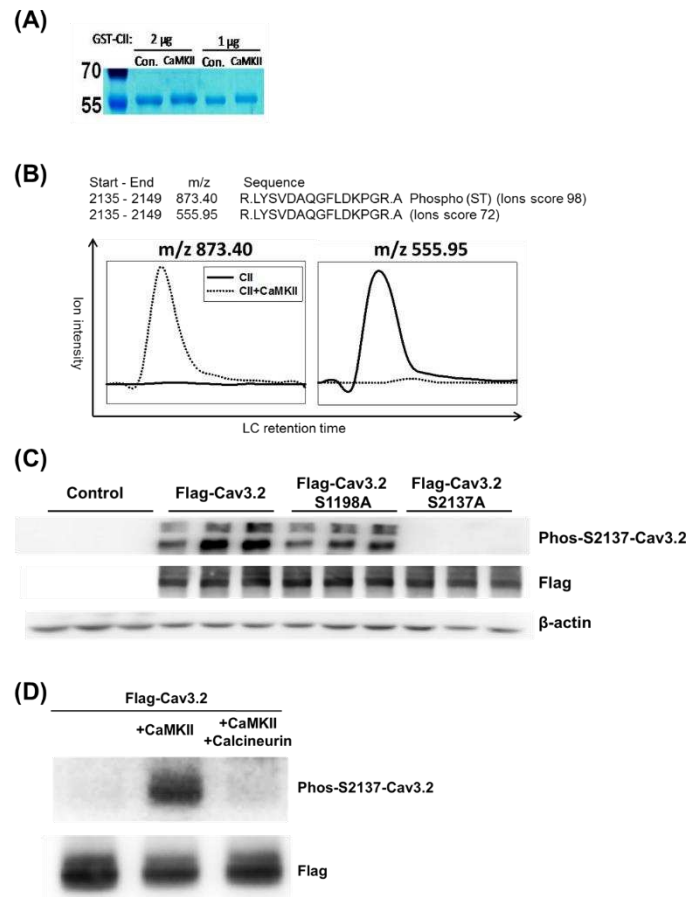 (A)
GST-CII: 2 µg 1 µg
Con. CaMKII Con. CaMKII
70
55
(B)
Start - End m/z Sequence
2135 - 2149 873.40 R.LYSVDAQGFLDKPGR.A Phospho (ST) (Ions score 98)
2135 - 2149 555.95 R.LYSVDAQGFLDKPGR.A (Ions score 72)
m/z 873.40 m/z 555.95
CII
CII+CaMKII
Ion intensity
LC retention time
(C)
Control Flag-Cav3.2 Flag-Cav3.2 S1198A Flag-Cav3.2 S2137A
Phos-S2137-Cav3.2
Flag
β-actin
(D)
Flag-Cav3.2
+CaMKII +CaMKII +Calcineurin
Phos-S2137-Cav3.2
Flag